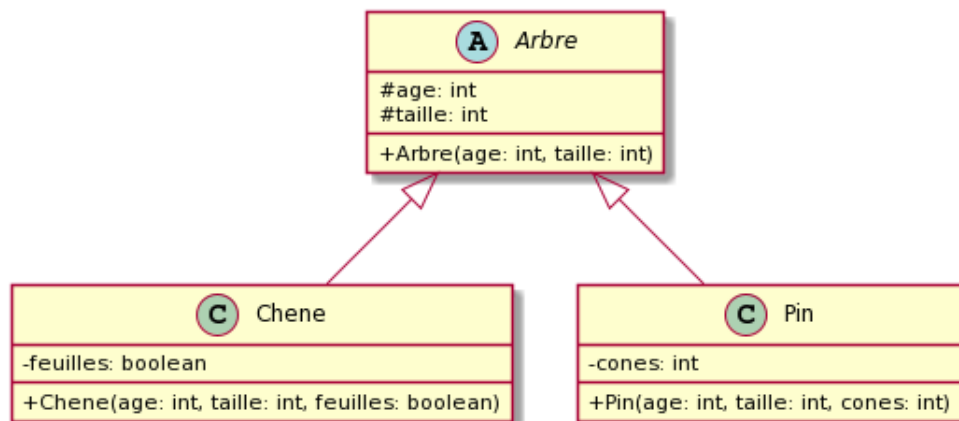 A Arbre
#age: int
#taille: int
+Arbre(age: int, taille: int)
C Chene
-feuilles: boolean
+Chene(age: int, taille: int, feuilles: boolean)
C Pin
-cones: int
+Pin(age: int, taille: int, cones: int)